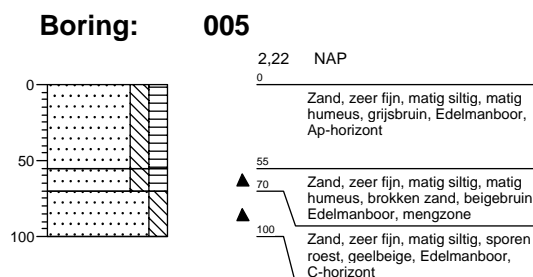 Boring: 005
2,22 NAP
0
0
Zand, zeer fijn, matig siltig, matig
humeus, grijsbruin, Edelmanboor,
Ap-horizont
50
55
70
Zand, zeer fijn, matig siltig, matig
humeus, brokken zand, beigebruin,
Edelmanboor, mengzone
100
100
Zand, zeer fijn, matig siltig, sporen
roest, geelbeige, Edelmanboor,
C-horizont